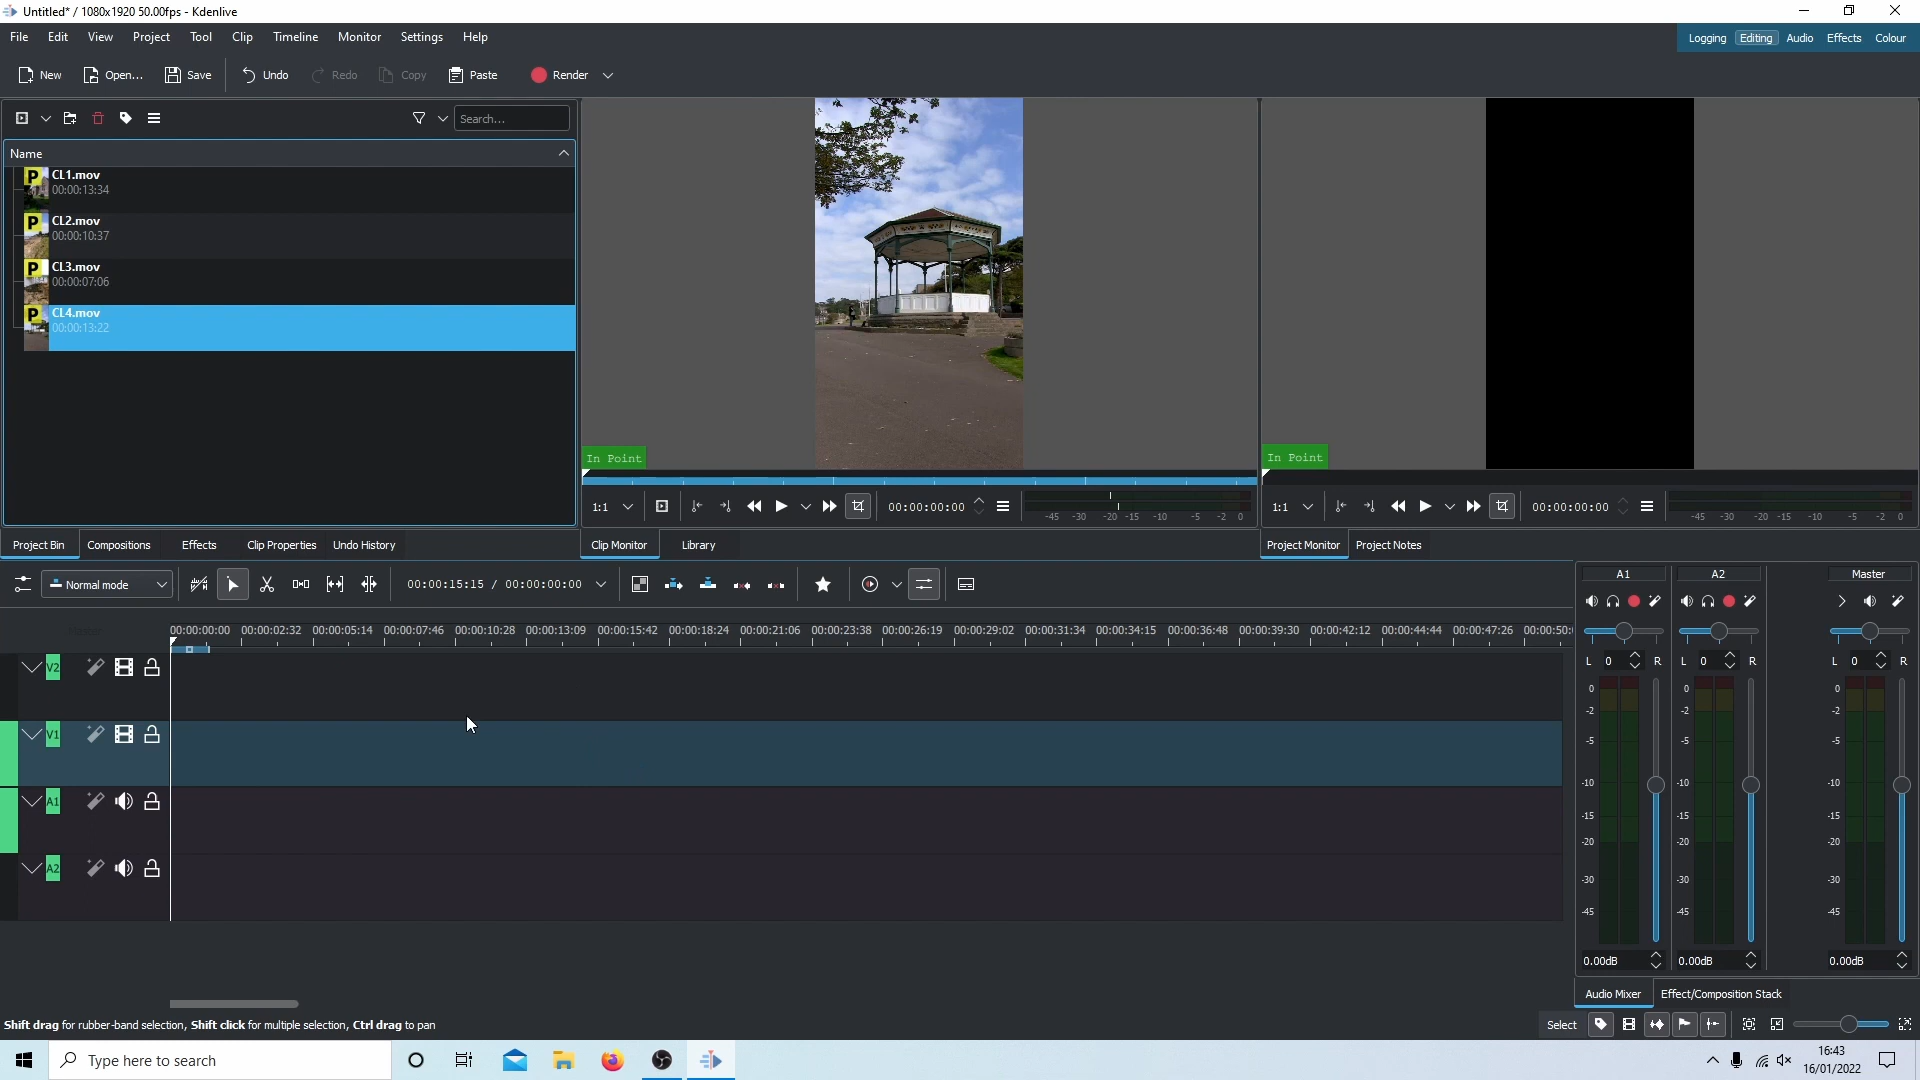 Untitled* / 1080x1920 50.00fps - Kdenlive
File Edit View Project Tool Clip Timeline Monitor Settings Help
Logging Editing Audio Effects Colour
New Open... Save Undo Redo Copy Paste Render
Search...
Name
P CL1.mov
00:00:13:34
P CL2.mov
00:00:10:37
P CL3.mov
00:00:07:06
P CL4.mov
00:00:13:22
In Point
In Point
1:1 00:00:00:00 -45 -30 -20 -15 -10 -5 -2 0
1:1 00:00:00:00 -45 -30 -20 -15 -10 -5 -2 0
Project Bin Compositions Effects Clip Properties Undo History
Clip Monitor Library
Project Monitor Project Notes
Normal mode 00:00:15:15 / 00:00:00:00
00:00:00:00 00:00:02:32 00:00:05:14 00:00:07:46 00:00:10:28 00:00:13:09 00:00:15:42 00:00:18:24 00:00:21:06 00:00:23:38 00:00:26:19 00:00:29:02 00:00:31:34 00:00:34:15 00:00:36:48 00:00:39:30 00:00:42:12 00:00:44:44 00:00:47:26 00:00:50:
V2
V1
A1
A2
A1 A2 Master
L 0 R L 0 R L 0 R
0 0 0
-2 -2 -2
-5 -5 -5
-10 -10 -10
-15 -15 -15
-20 -20 -20
-30 -30 -30
-45 -45 -45
0.00dB 0.00dB 0.00dB
Audio Mixer Effect/Composition Stack
Shift drag for rubber-band selection, Shift click for multiple selection, Ctrl drag to pan
Select
Type here to search
16:43
16/01/2022